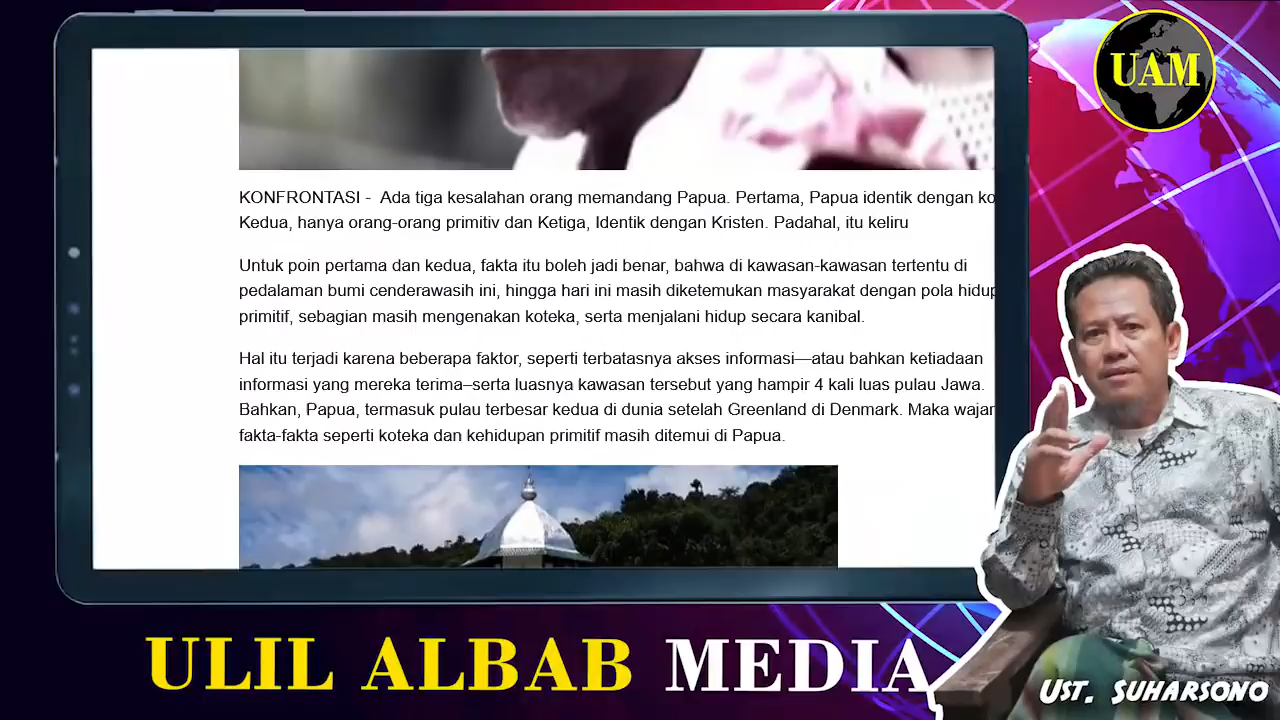 UAM
KONFRONTASI - Ada tiga kesalahan orang memandang Papua. Pertama, Papua identik dengan
Kedua, hanya orang-orang primitiv dan Ketiga, Identik dengan Kristen. Padahal, itu keliru
Untuk poin pertama dan kedua, fakta itu boleh jadi benar, bahwa di kawasan-kawasan tertentu di
pedalaman bumi cenderawasih ini, hingga hari ini masih diketemukan masyarakat dengan pola hidup
primitif, sebagian masih mengenakan koteka, serta menjalani hidup secara kanibal.
Hal itu terjadi karena beberapa faktor, seperti terbatasnya akses informasi—atau bahkan ketiadaan
informasi yang mereka terima–serta luasnya kawasan tersebut yang hampir 4 kali luas pulau Jawa.
Bahkan, Papua, termasuk pulau terbesar kedua di dunia setelah Greenland di Denmark. Maka wajar
fakta-fakta seperti koteka dan kehidupan primitif masih ditemui di Papua.
ULIL ALBAB MEDIA
UST. SUHARSONO